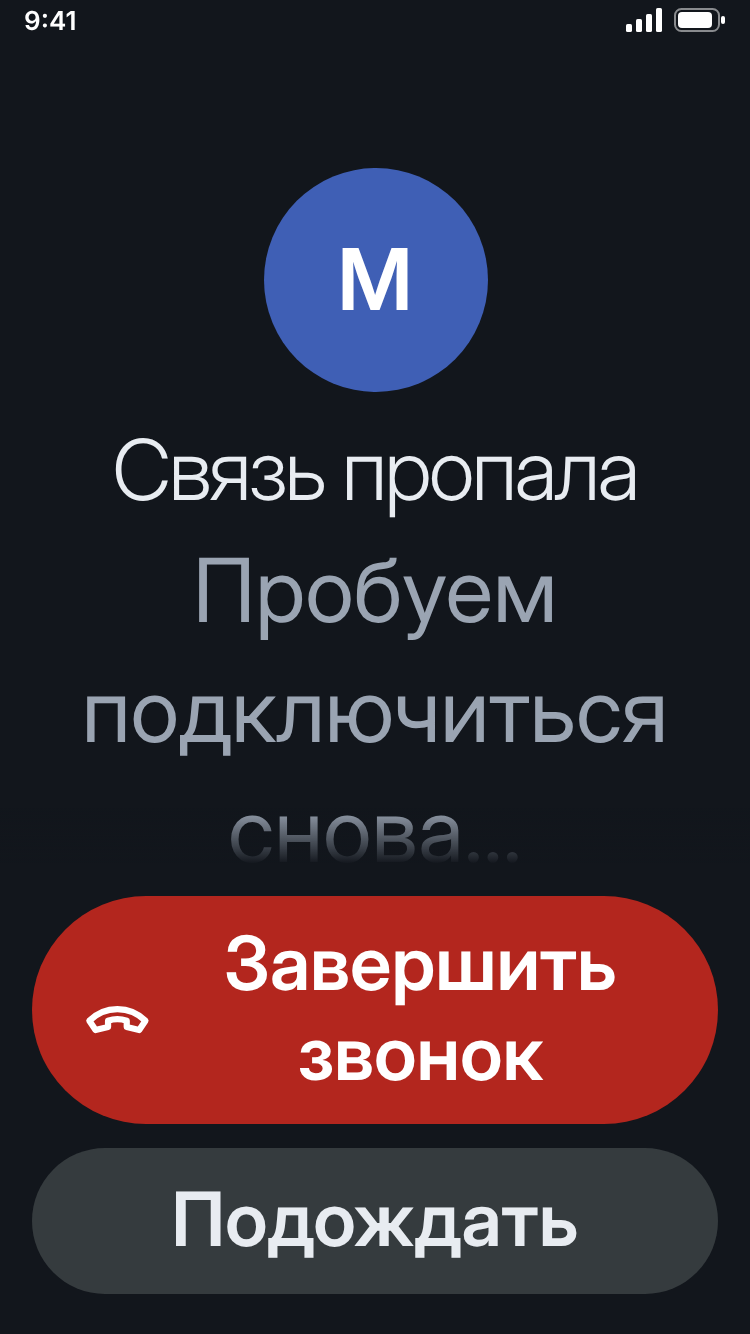 9:41
М
Связь пропала
Пробуем
подключиться
снова...
Завершить
звонок
Подождать